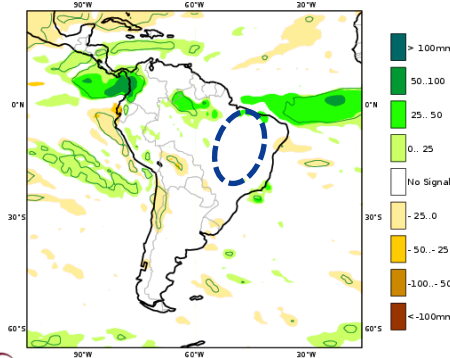 90°W 60°W 30°W
> 100mm
50..100
0°N 0°N
25.. 50
0.. 25
No Signal
- 25..0
30°S 30°S
- 50..- 25
-100..- 50
< -100mm
60°S 60°S
90°W 60°W 30°W